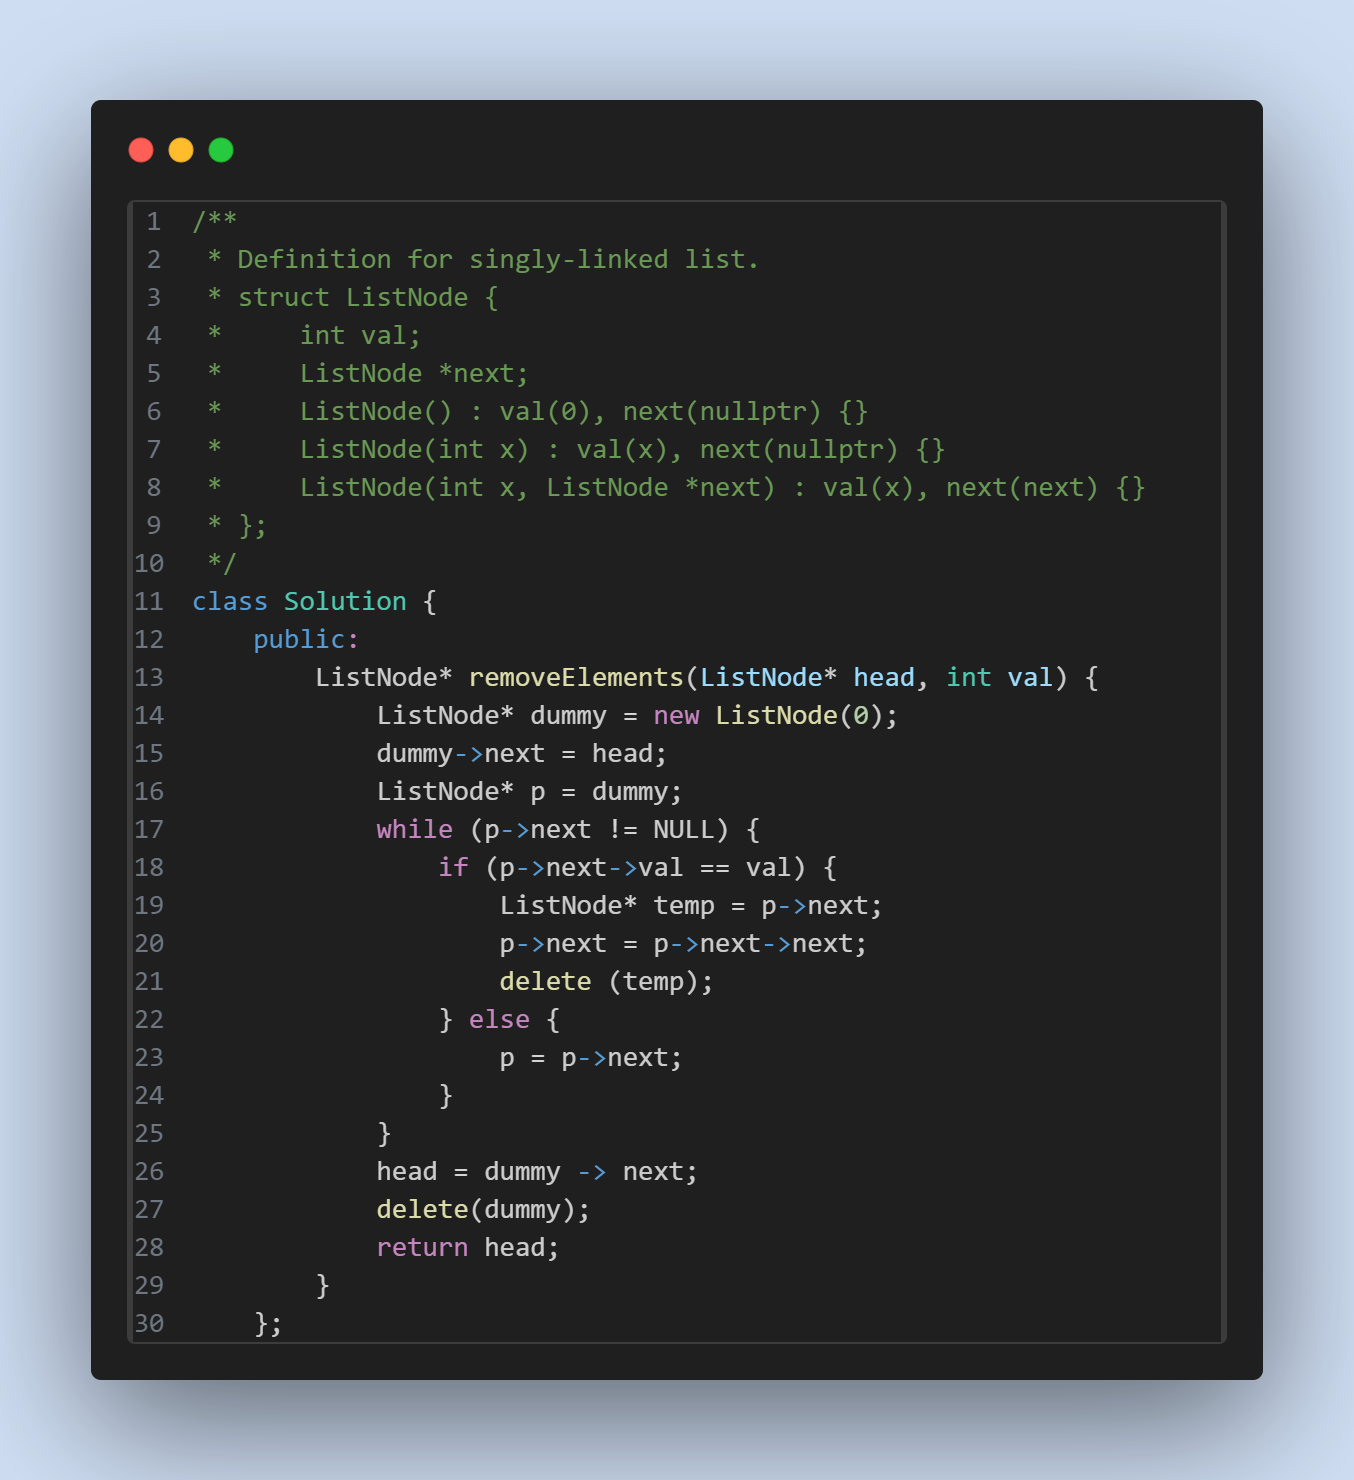 1 /**
2  * Definition for singly-linked list.
3  * struct ListNode {
4  *     int val;
5  *     ListNode *next;
6  *     ListNode() : val(0), next(nullptr) {}
7  *     ListNode(int x) : val(x), next(nullptr) {}
8  *     ListNode(int x, ListNode *next) : val(x), next(next) {}
9  * };
10  */
11 class Solution {
12     public:
13         ListNode* removeElements(ListNode* head, int val) {
14             ListNode* dummy = new ListNode(0);
15             dummy->next = head;
16             ListNode* p = dummy;
17             while (p->next != NULL) {
18                 if (p->next->val == val) {
19                     ListNode* temp = p->next;
20                     p->next = p->next->next;
21                     delete (temp);
22                 } else {
23                     p = p->next;
24                 }
25             }
26             head = dummy -> next;
27             delete(dummy);
28             return head;
29         }
30     };